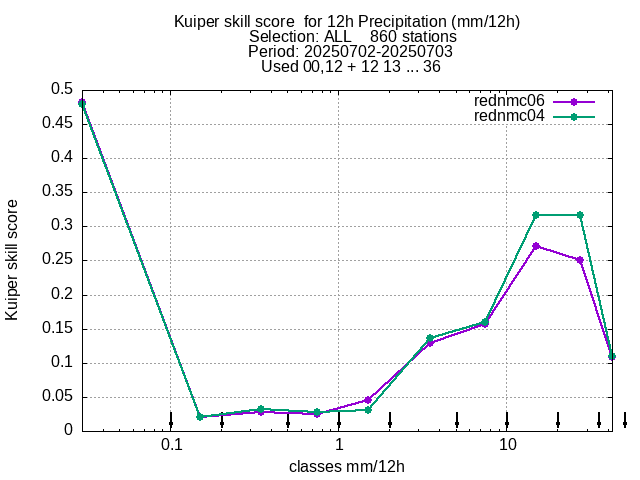 Kuiper skill score  for 12h Precipitation (mm/12h)
Selection: ALL    860 stations
Period: 20250702-20250703
Used 00,12 + 12 13 ... 36
rednmc06
rednmc04
Kuiper skill score
0.5
0.45
0.4
0.35
0.3
0.25
0.2
0.15
0.1
0.05
0
0.1
1
10
classes mm/12h